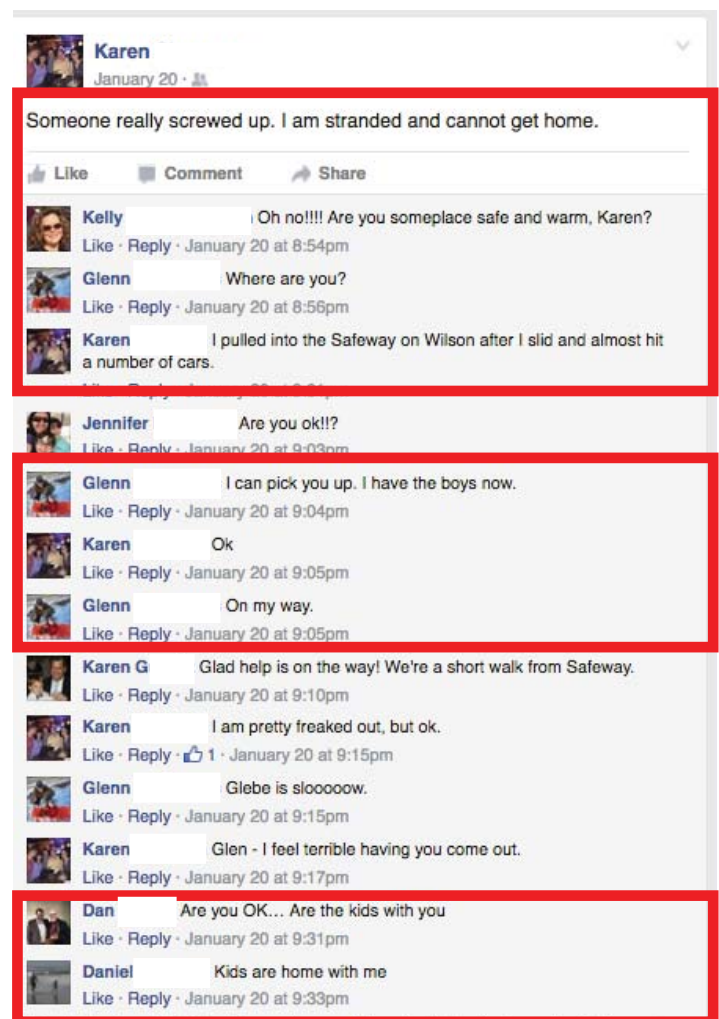 Karen
January 20 ·
Someone really screwed up. I am stranded and cannot get home.
Like Comment Share
Kelly Oh no!!!! Are you someplace safe and warm, Karen?
Like · Reply · January 20 at 8:54pm
Glenn Where are you?
Like · Reply · January 20 at 8:56pm
Karen I pulled into the Safeway on Wilson after I slid and almost hit
a number of cars.
Jennifer Are you ok!!?
Like · Reply · January 20 at 9:03pm
Glenn I can pick you up. I have the boys now.
Like · Reply · January 20 at 9:04pm
Karen Ok
Like · Reply · January 20 at 9:05pm
Glenn On my way.
Like · Reply · January 20 at 9:05pm
Karen G Glad help is on the way! We're a short walk from Safeway.
Like · Reply · January 20 at 9:10pm
Karen I am pretty freaked out, but ok.
Like · Reply · 1 · January 20 at 9:15pm
Glenn Glebe is slooooow.
Like · Reply · January 20 at 9:15pm
Karen Glen - I feel terrible having you come out.
Like · Reply · January 20 at 9:17pm
Dan Are you OK... Are the kids with you
Like · Reply · January 20 at 9:31pm
Daniel Kids are home with me
Like · Reply · January 20 at 9:33pm